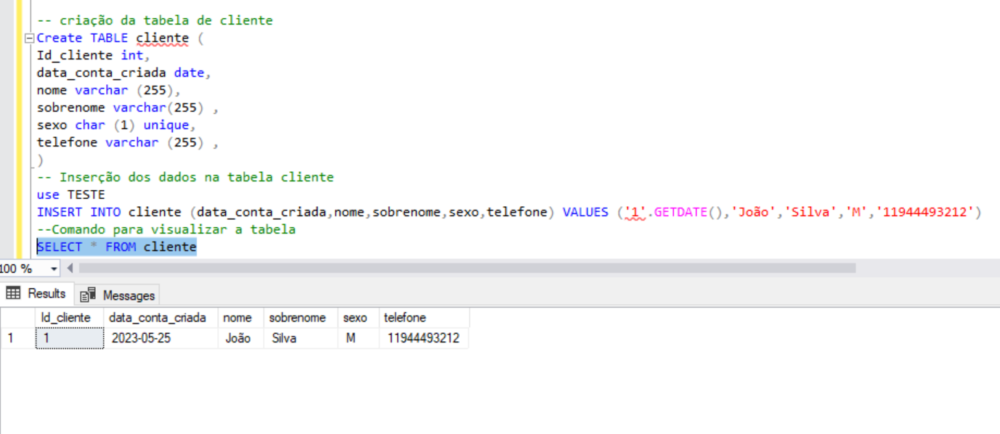 -- criação da tabela de cliente
Create TABLE cliente (
Id_cliente int,
data_conta_criada date,
nome varchar (255),
sobrenome varchar(255) ,
sexo char (1) unique,
telefone varchar (255) ,
)
-- Inserção dos dados na tabela cliente
use TESTE
INSERT INTO cliente (data_conta_criada,nome,sobrenome,sexo,telefone) VALUES ('1'.GETDATE(),'João','Silva','M','11944493212')
--Comando para visualizar a tabela
SELECT * FROM cliente
100 %
Results Messages
Id_cliente data_conta_criada nome sobrenome sexo telefone
1 1 2023-05-25 João Silva M 11944493212